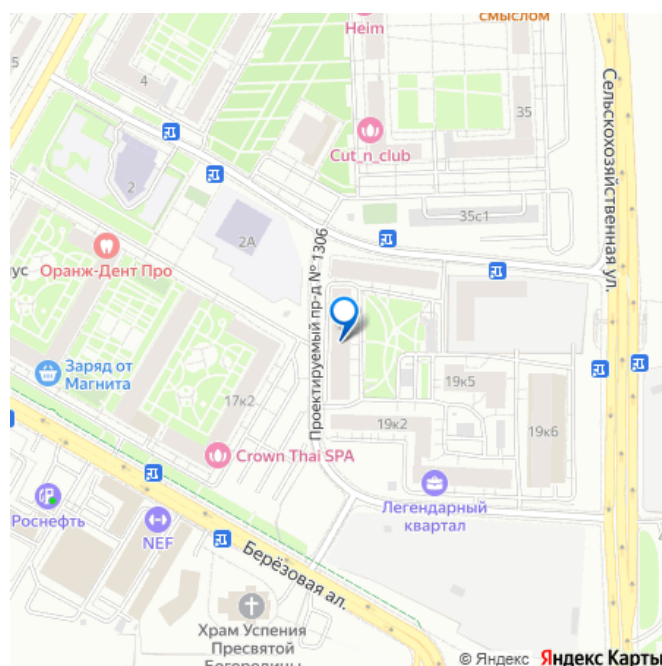 смыслом
Heim
5
4
35
Cut_n_club
Сельскохозяйственная ул.
2
35с1
2А
Проектируемый пр-д № 1306
Оранж-Дент Про
ус
Заряд от
Магнита
19к5
17к2
19к2
19к6
Crown Thai SPA
Легендарный
квартал
Роснефть
NEF
Берёзовая ал.
Храм Успения
Пресвятой
Богородицы
© Яндекс Яндекс Карты